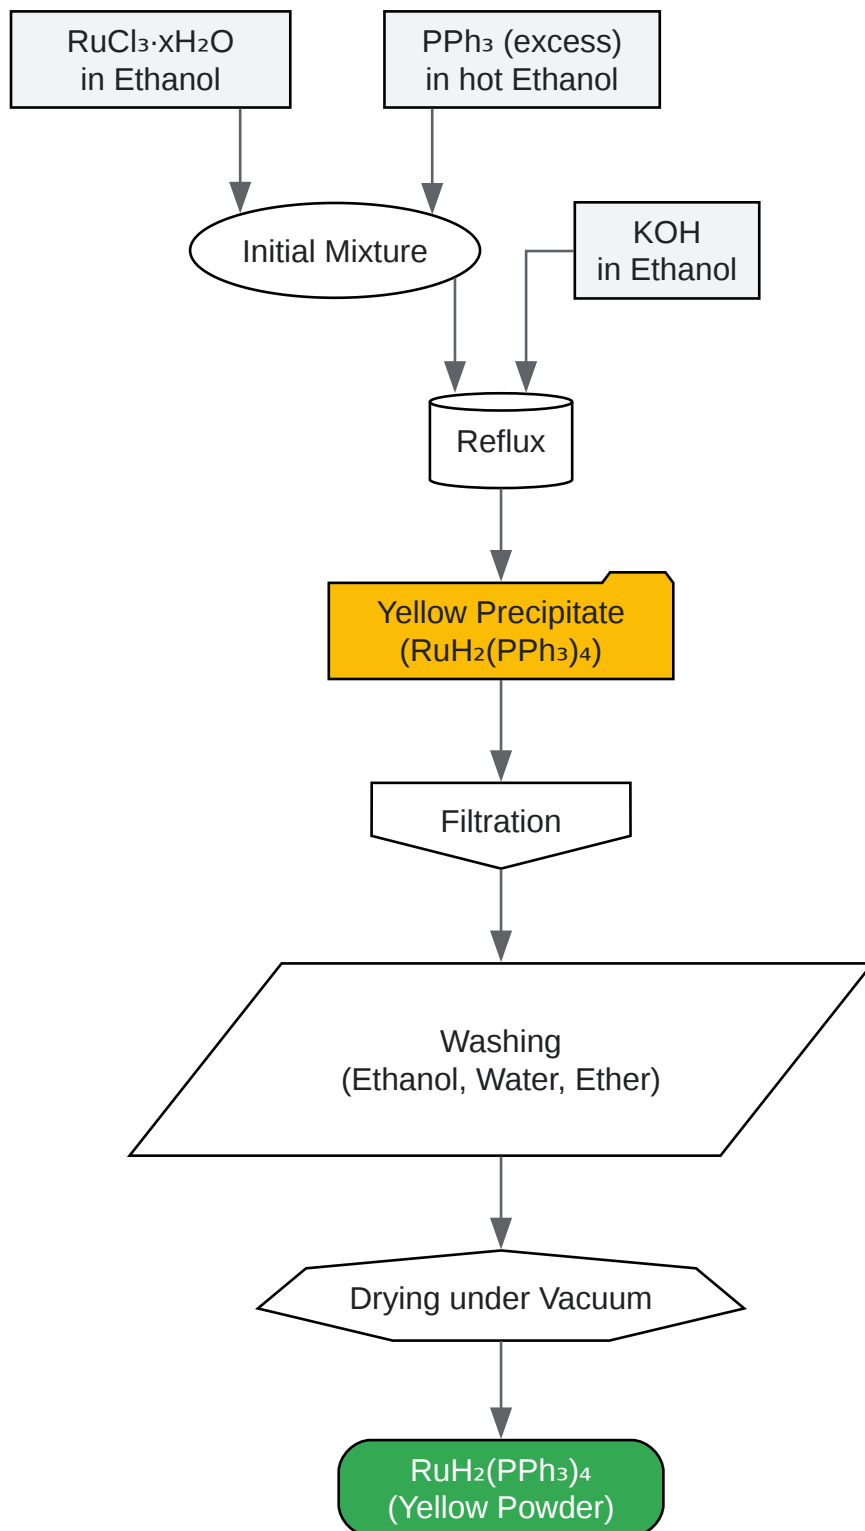 RuCl₃·xH₂O
in Ethanol
PPh₃ (excess)
in hot Ethanol
Initial Mixture
KOH
in Ethanol
Reflux
Yellow Precipitate
(RuH₂(PPh₃)₄)
Filtration
Washing
(Ethanol, Water, Ether)
Drying under Vacuum
RuH₂(PPh₃)₄
(Yellow Powder)